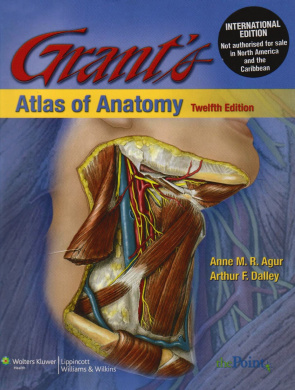 Grant's
INTERNATIONAL
EDITION
Not authorised for sale
in North America
and the
Caribbean
Atlas of Anatomy Twelfth Edition
Anne M. R. Agur
Arthur F. Dalley
Wolters Kluwer
Lippincott
Williams & Wilkins
thePoint